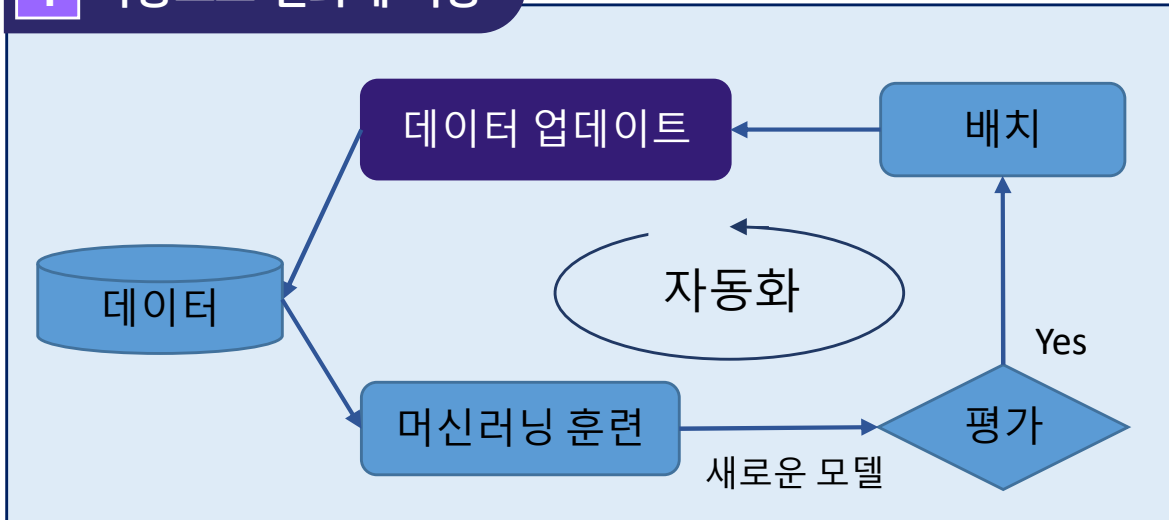 데이터 업데이트
배치
자동화
데이터
Yes
머신러닝 훈련
평가
새로운 모델